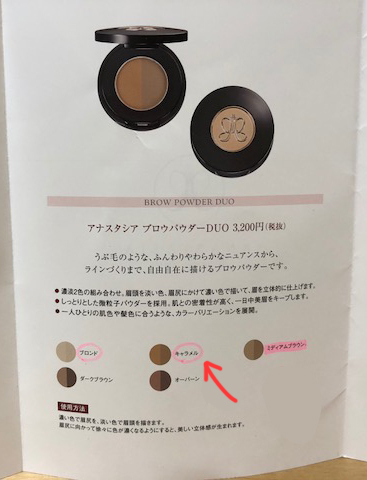 BROW POWDER DUO
アナスタシア ブロウパウダーDUO 3,200円(税抜)
うぶ毛のような、ふんわりやわらかなニュアンスから、
ラインづくりまで、自由自在に描けるブロウパウダーです。
●濃淡2色の組み合わせ。眉頭を淡い色、眉尻にかけて濃い色で描いて、眉を立体的に仕上げます。
●しっとりとした微粒子パウダーを採用。肌との密着性が高く、一日中美眉をキープします。
●一人ひとりの肌色や髪色に合うような、カラーバリエーションを展開。
ブロンド キャラメル ミディアムブラウン
ダークブラウン オーバーン
使用方法
濃い色で眉尻を、淡い色で眉頭を描きます。
眉尻に向かって徐々に色が濃くなるようにすると、美しい立体感が生まれます。